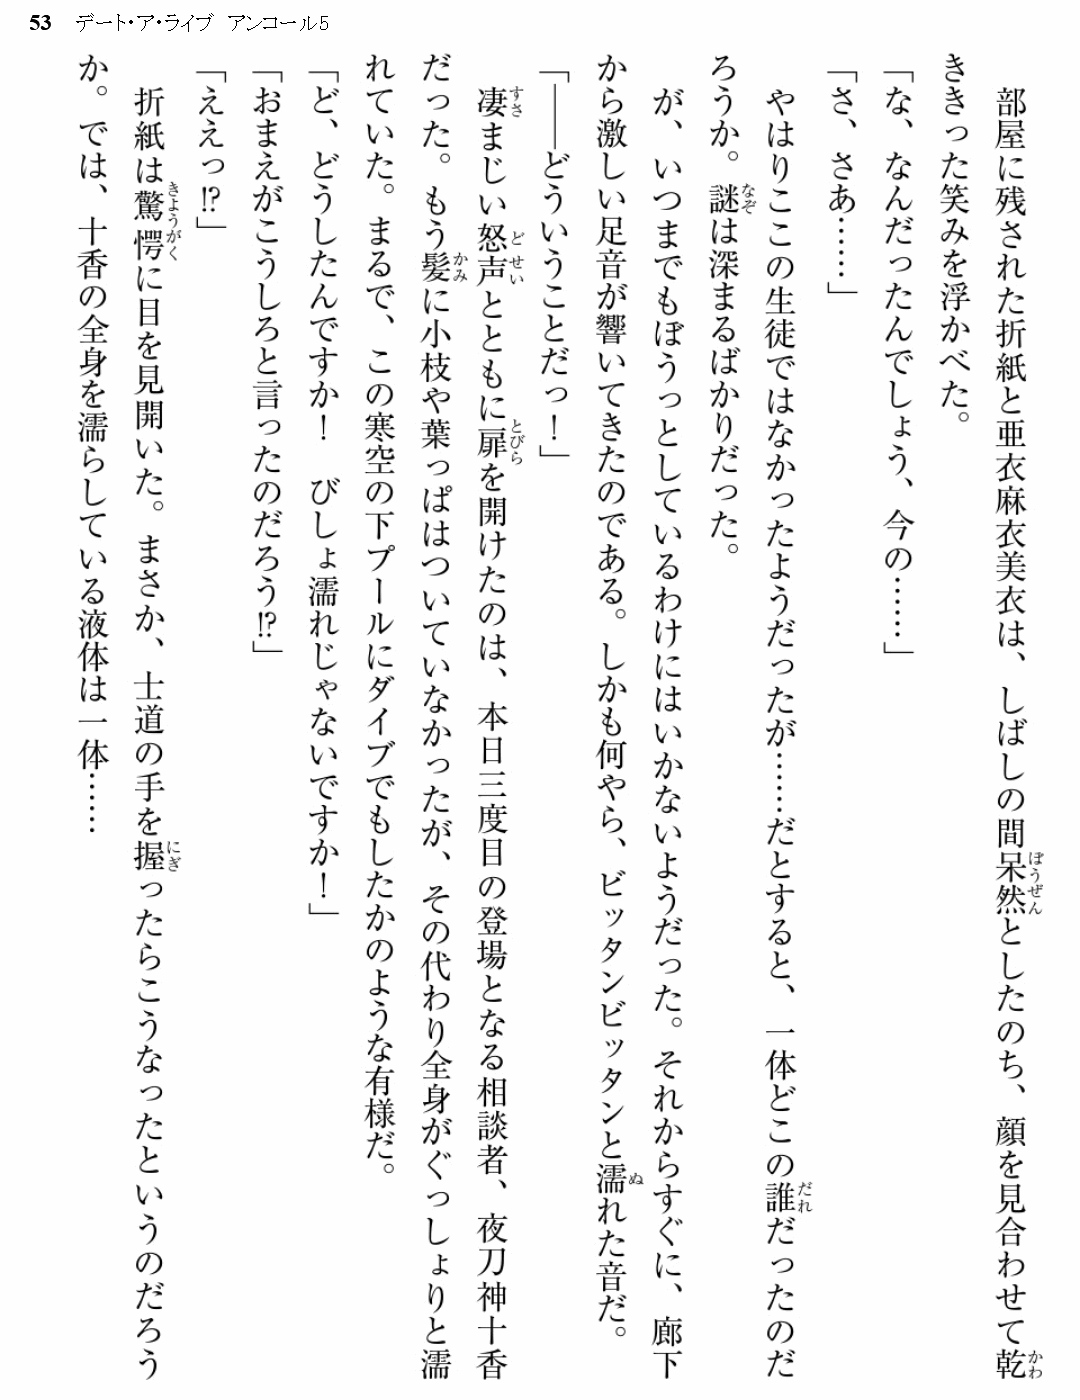 53 デート・ア・ライブ アンコール5
部屋に残された折紙と亜衣麻衣美衣は、しばしの間呆然としたのち、顔を見合わせて乾
ききった笑みを浮かべた。
「な、なんだったんでしょう、今の……」
「さ、さあ……」
やはりここの生徒ではなかったようだったが……だとすると、一体どこの誰だったのだ
ろうか。謎は深まるばかりだった。
が、いつまでもぼうっとしているわけにはいかないようだった。それからすぐに、廊下
から激しい足音が響いてきたのである。しかも何やら、ビッタンビッタンと濡れた音だ。
「――どういうことだっ！」
凄まじい怒声とともに扉を開けたのは、本日三度目の登場となる相談者、夜刀神十香
だった。もう髪に小枝や葉っぱはついていなかったが、その代わり全身がぐっしょりと濡
れていた。まるで、この寒空の下プールにダイブでもしたかのような有様だ。
「ど、どうしたんですか！　びしょ濡れじゃないですか！」
「おまえがこうしろと言ったのだろう!?」
「ええっ!?」
折紙は驚愕に目を見開いた。まさか、士道の手を握ったらこうなったというのだろう
か。では、十香の全身を濡らしている液体は一体……